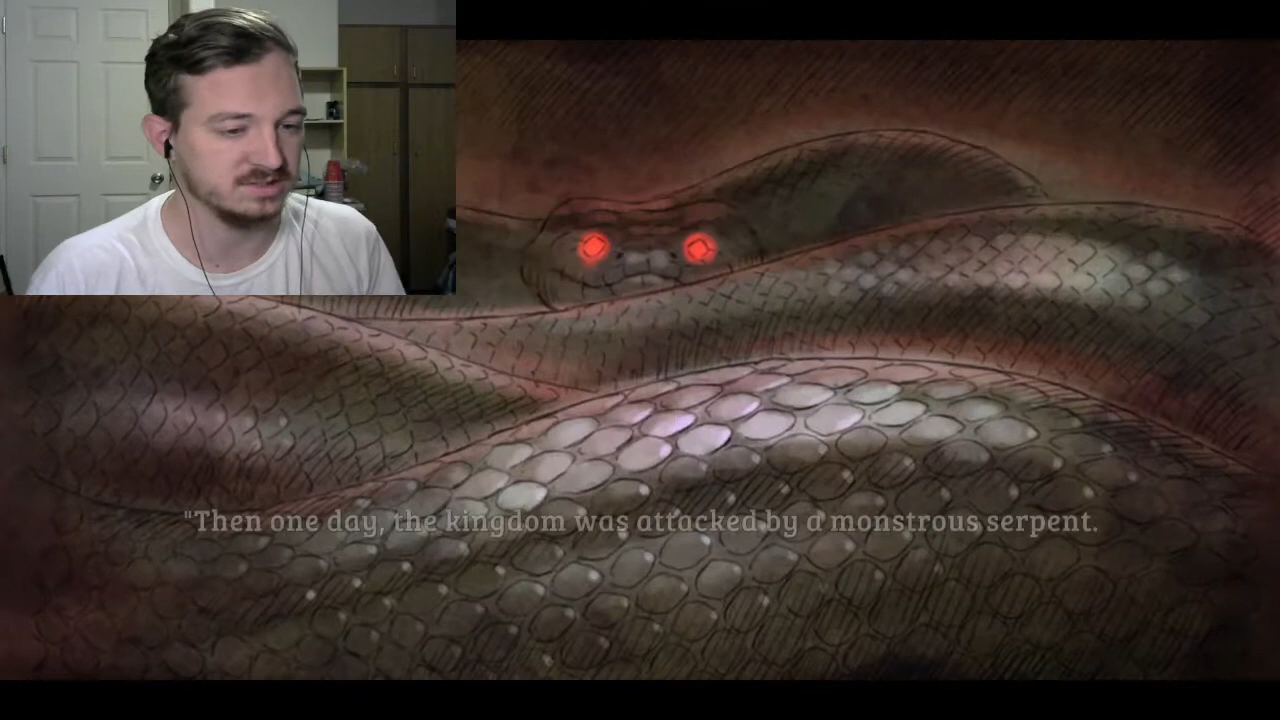 "Then one day, the kingdom was attacked by a monstrous serpent.